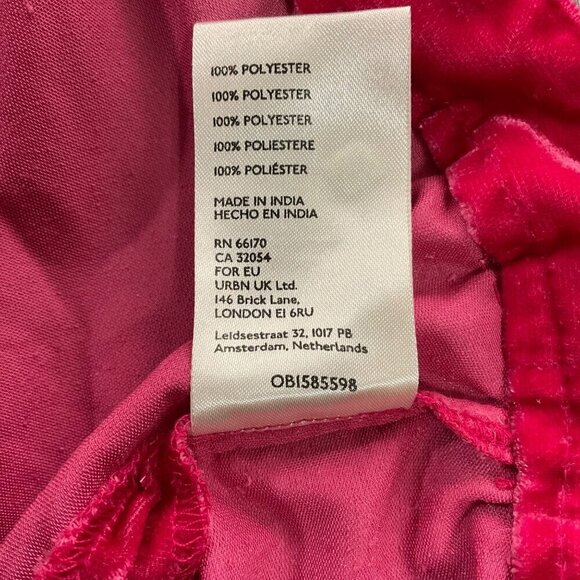 100% POLYESTER
100% POLYESTER
100% POLYESTER
100% POLIESTERE
100% POLIÉSTER
MADE IN INDIA
HECHO EN INDIA
RN 66170
CA 32054
FOR EU
URBN UK Ltd.
146 Brick Lane,
LONDON E1 6RU
Leidsestraat 32, 1017 PB
Amsterdam, Netherlands
OB1585598